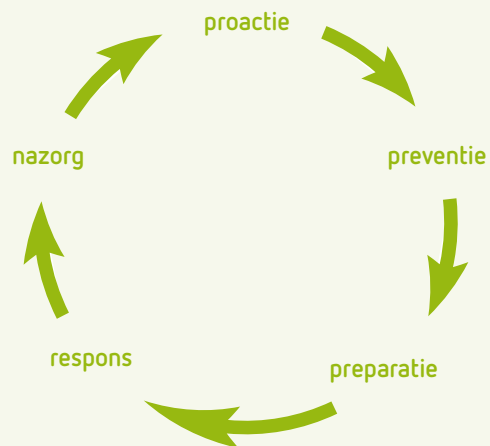 proactie
preventie
preparatie
respons
nazorg